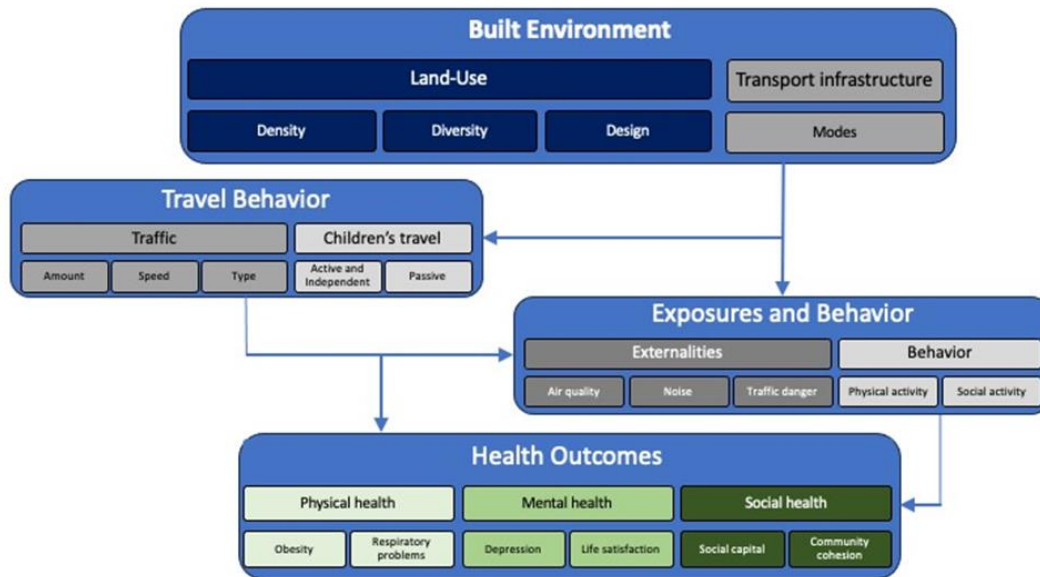 Built Environment
Land-Use
Transport infrastructure
Density
Diversity
Design
Modes
Travel Behavior
Traffic
Children's travel
Amount
Speed
Type
Active and
Independent
Passive
Exposures and Behavior
Externalities
Behavior
Air quality
Noise
Traffic danger
Physical activity
Social activity
Health Outcomes
Physical health
Mental health
Social health
Obesity
Respiratory
problems
Depression
Life satisfaction
Social capital
Community
cohesion